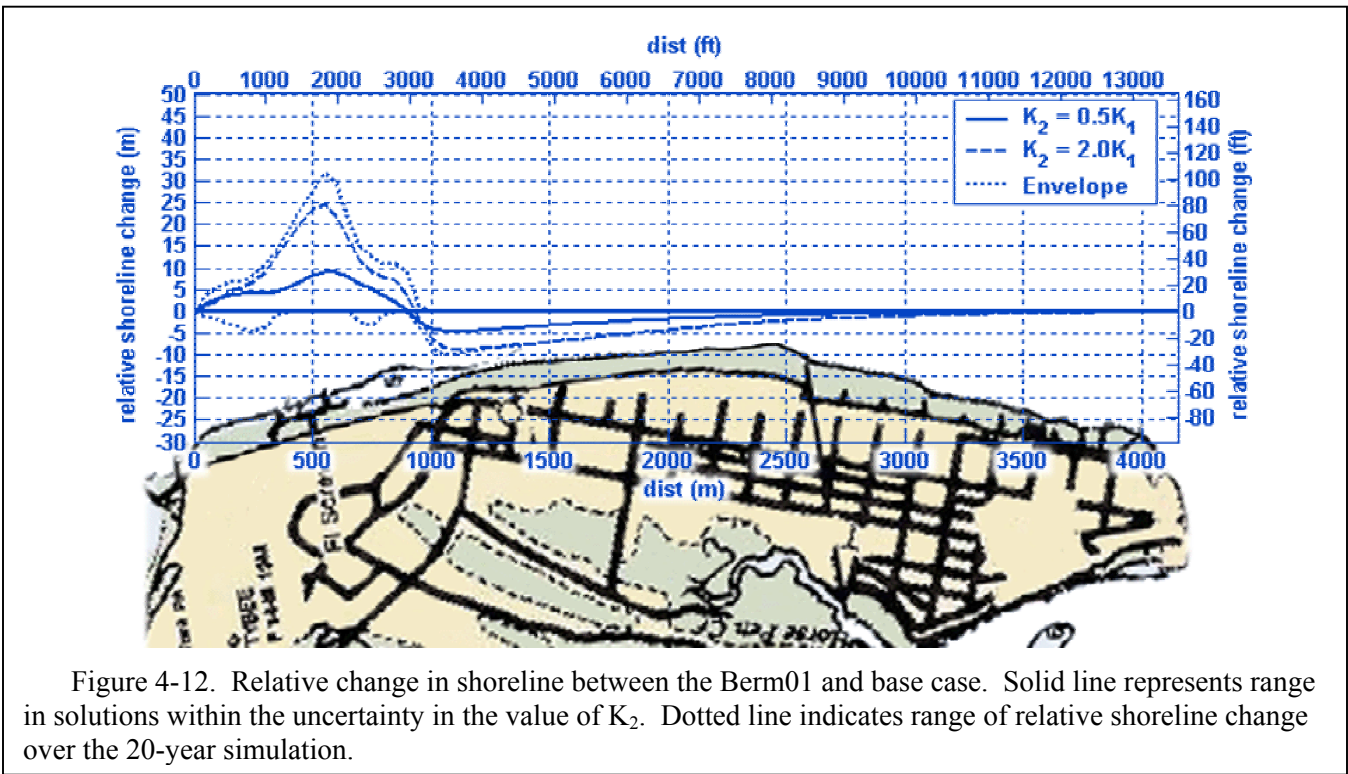 dist (ft)
0 1000 2000 3000 4000 5000 6000 7000 8000 9000 10000 11000 12000 13000
50
45
40
35
30
25
20
15
10
5
0
-5
-10
-15
-20
-25
-30
relative shoreline change (m)
160
140
120
100
80
60
40
20
0
-20
-40
-60
-80
relative shoreline change (ft)
K2 = 0.5K1
K2 = 2.0K1
Envelope
0 500 1000 1500 2000 2500 3000 3500 4000
dist (m)
TYBEE
Horse Pen
Figure 4-12. Relative change in shoreline between the Berm01 and base case. Solid line represents range
in solutions within the uncertainty in the value of K2. Dotted line indicates range of relative shoreline change
over the 20-year simulation.